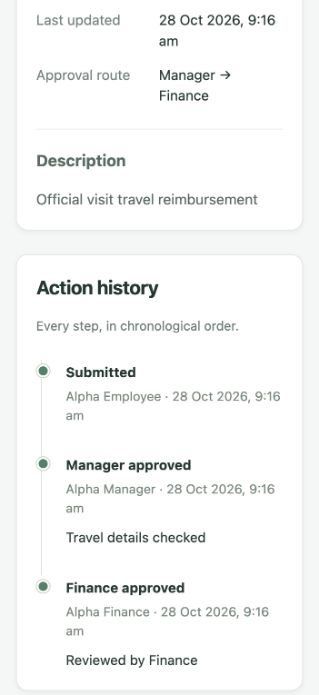 Last updated
28 Oct 2026, 9:16
am
Approval route
Manager →
Finance
Description
Official visit travel reimbursement
Action history
Every step, in chronological order.
Submitted
Alpha Employee · 28 Oct 2026, 9:16
am
Manager approved
Alpha Manager · 28 Oct 2026, 9:16
am
Travel details checked
Finance approved
Alpha Finance · 28 Oct 2026, 9:16
am
Reviewed by Finance